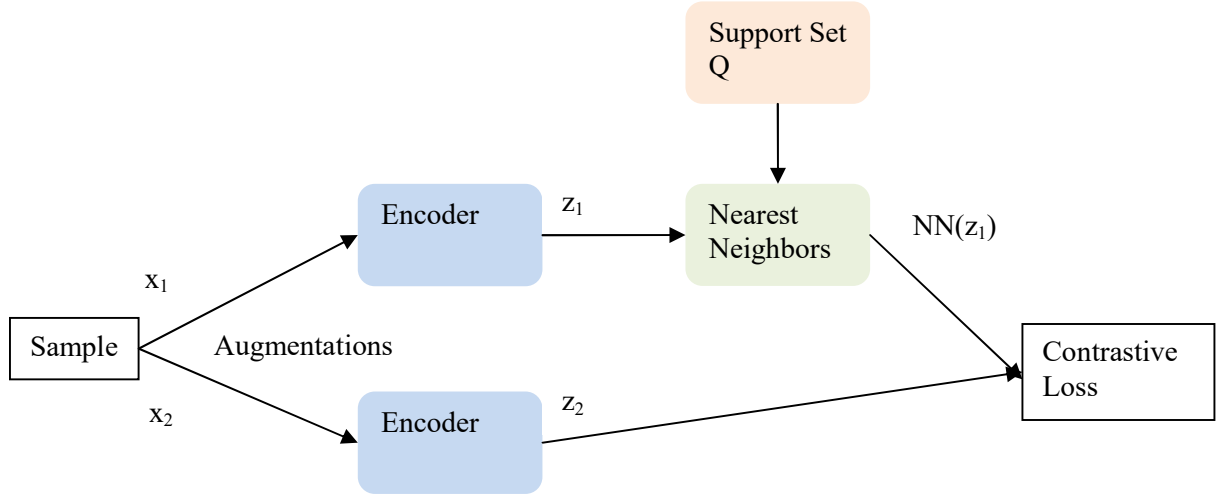 Support Set
Q
Encoder
z₁
Nearest
Neighbors
NN(z₁)
x₁
Sample
Augmentations
Contrastive
Loss
x₂
Encoder
z₂